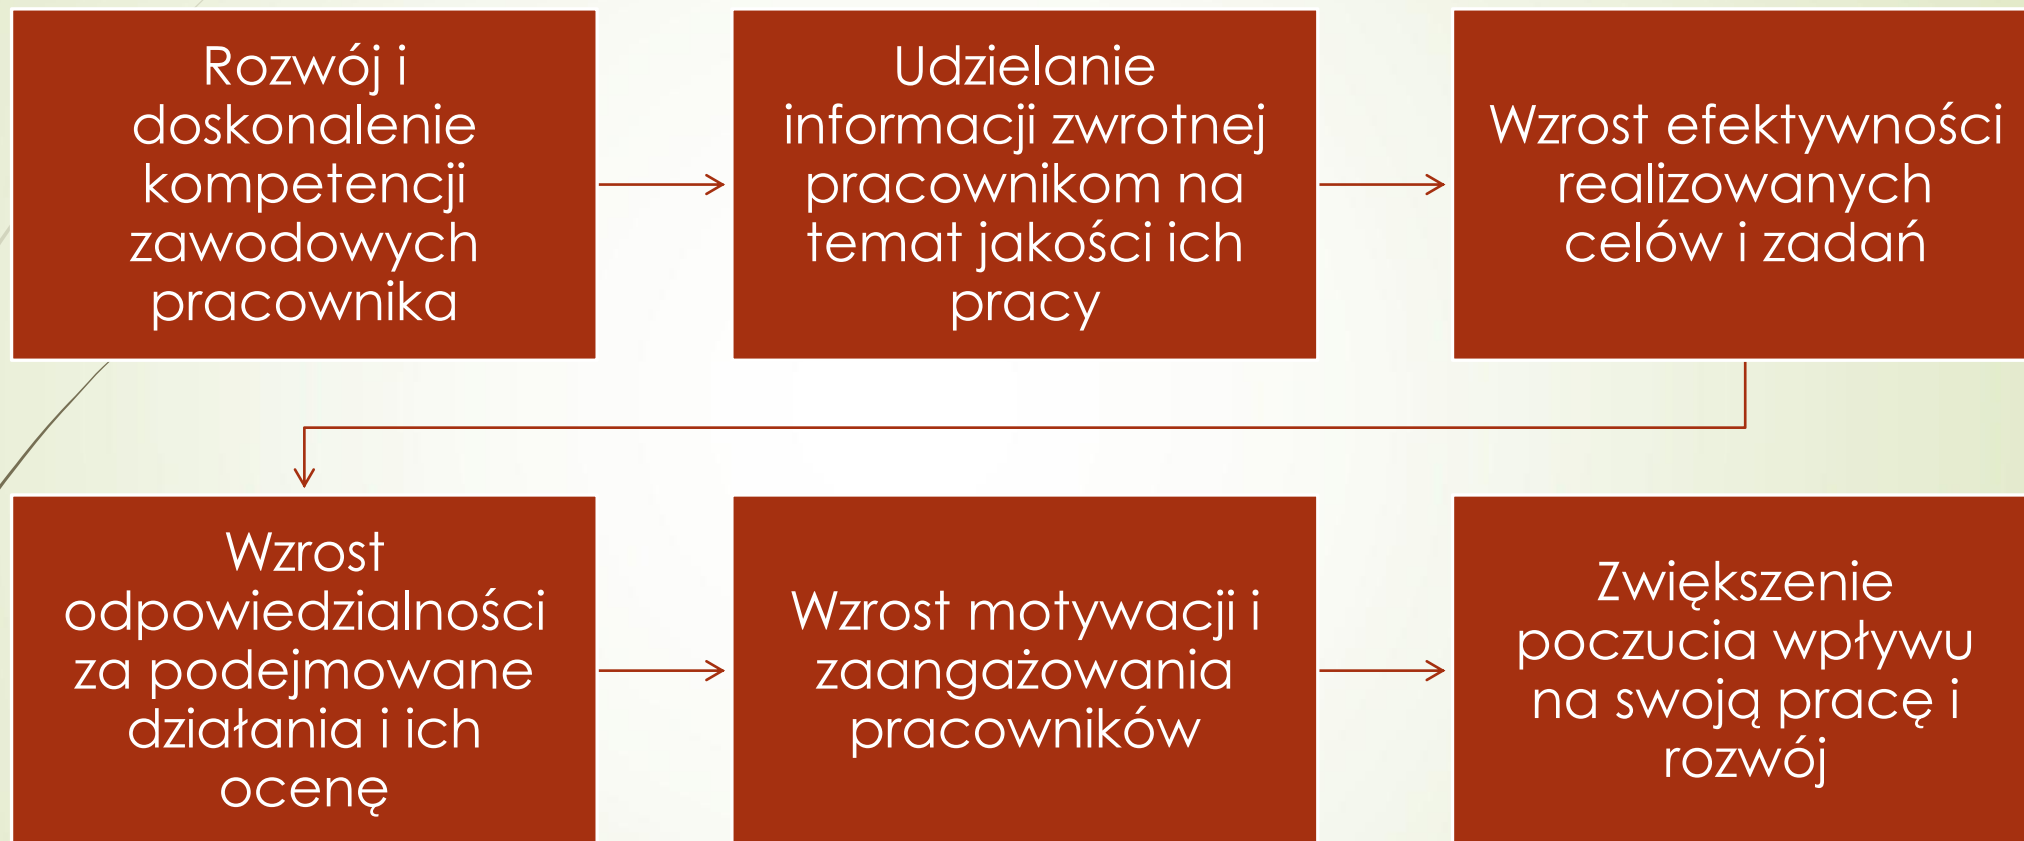 Rozwój i
doskonalenie
kompetencji
zawodowych
pracownika
Udzielanie
informacji zwrotnej
pracownikom na
temat jakości ich
pracy
Wzrost efektywności
realizowanych
celów i zadań
Wzrost
odpowiedzialności
za podejmowane
działania i ich
ocenę
Wzrost motywacji i
zaangażowania
pracowników
Zwiększenie
poczucia wpływu
na swoją pracę i
rozwój